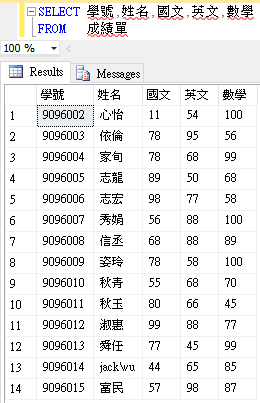 SELECT 學號,姓名,國文,英文,數學
FROM 成績單
100 %
Results Messages
學號 姓名 國文 英文 數學
1 9096002 心怡 11 54 100
2 9096003 依倫 78 95 56
3 9096004 家旬 78 68 99
4 9096005 志龍 89 50 68
5 9096006 志宏 98 77 58
6 9096007 秀娟 56 88 100
7 9096008 信丞 68 88 89
8 9096009 姿玲 78 58 100
9 9096010 秋青 55 68 70
10 9096011 秋玉 80 66 45
11 9096012 淑惠 99 88 77
12 9096013 舜任 77 45 99
13 9096014 jack\wu 44 65 85
14 9096015 富民 57 98 87